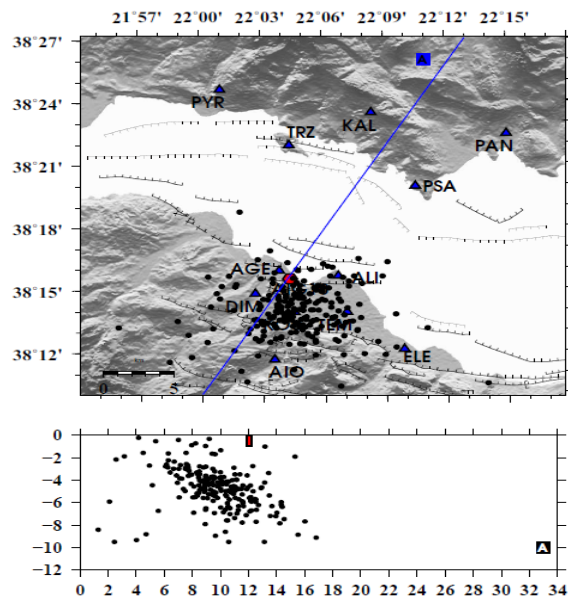 21°57' 22°00' 22°03' 22°06' 22°09' 22°12' 22°15'
38°27'
A
PYR
38°24'
KAL
TRZ
PAN
38°21'
PSA
38°18'
AGE
ALI
38°15'
DIM
TEM
38°12'
ELE
AIO
0 5
0
−2
−4
−6
−8
−10 A
−12
0 2 4 6 8 10 12 14 16 18 20 22 24 26 28 30 32 34